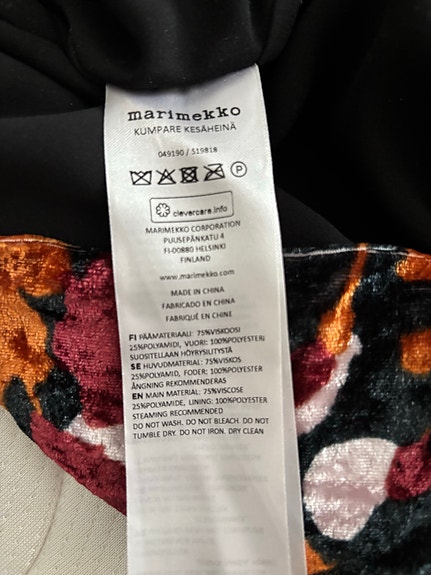 marimekko
KUMPARE KESÄHEINÄ
049190 / 519818
P
clevercare.info
MARIMEKKO CORPORATION
PUUSEPÄNKATU 4
FI-00880 HELSINKI
FINLAND
www.marimekko.com
MADE IN CHINA
FABRICADO EN CHINA
FABRIQUÉ EN CHINE
FI PÄÄMATERIAALI: 75%VISKOOSI
25%POLYAMIDI, VUORI: 100%POLYESTERI
SUOSITELLAAN HÖYRYSILITYSTÄ
SE HUVUDMATERIAL: 75%VISKOS
25%POLYAMID, FODER: 100%POLYESTER
ÅNGNING REKOMMENDERAS
EN MAIN MATERIAL: 75%VISCOSE
25%POLYAMIDE, LINING: 100%POLYESTER
STEAMING RECOMMENDED
DO NOT WASH. DO NOT BLEACH. DO NOT
TUMBLE DRY. DO NOT IRON. DRY CLEAN